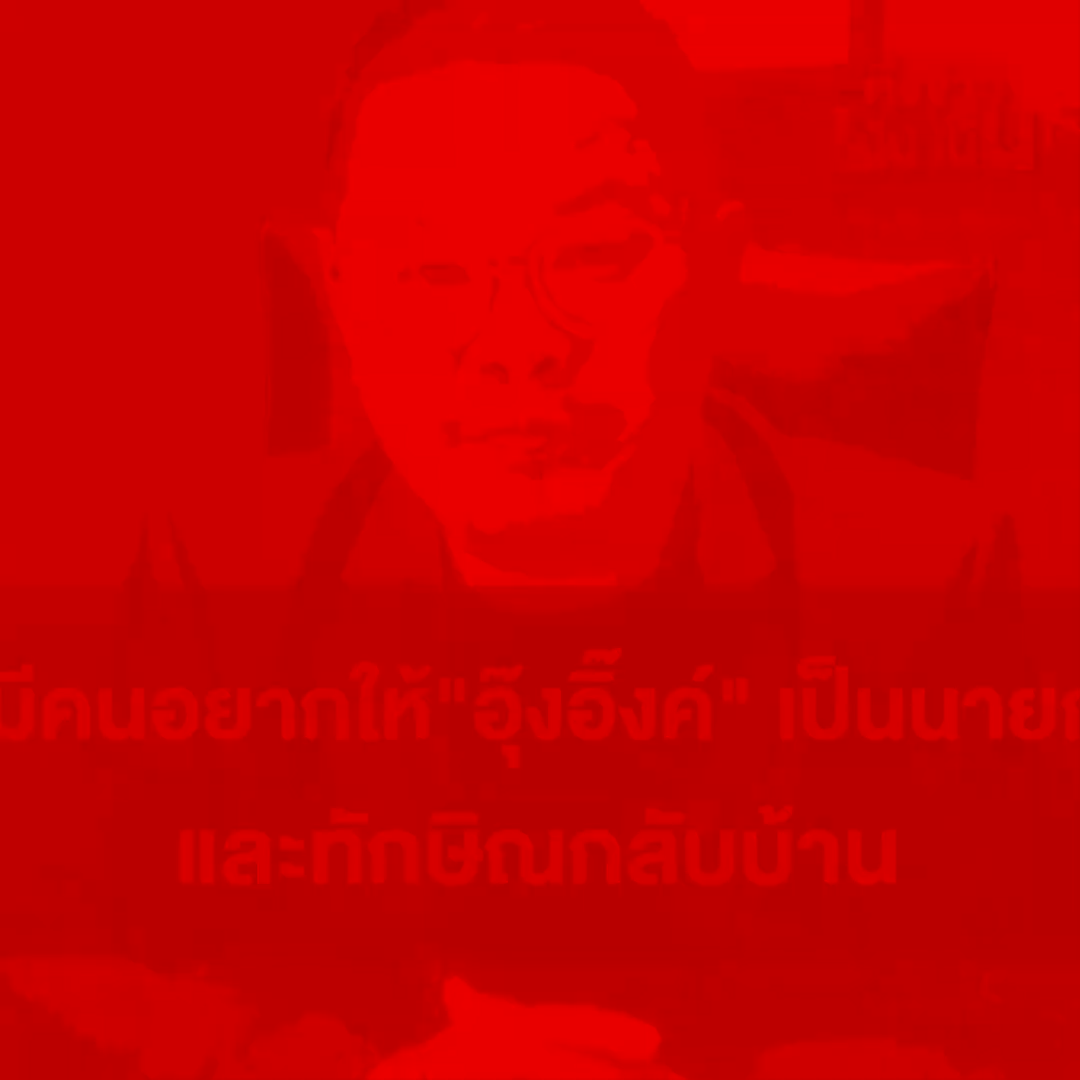 มีคนอยากให้"อุ๊งอิ๊งค์" เป็นนายก
และทักษิณกลับบ้าน